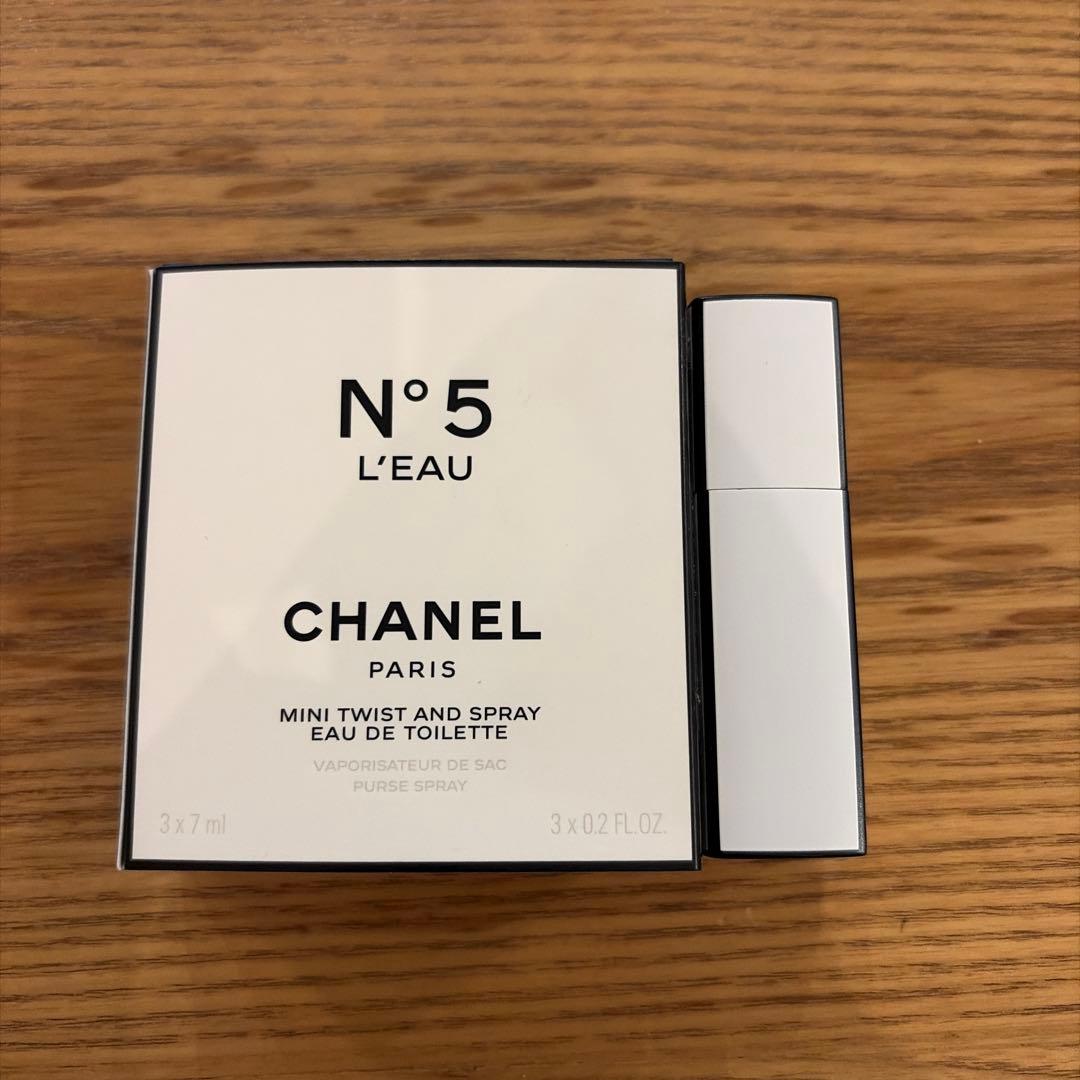 N°5
L'EAU
CHANEL
PARIS
MINI TWIST AND SPRAY
EAU DE TOILETTE
VAPORISATEUR DE SAC
PURSE SPRAY
3 x 7 ml 3 x 0.2 FL.OZ.